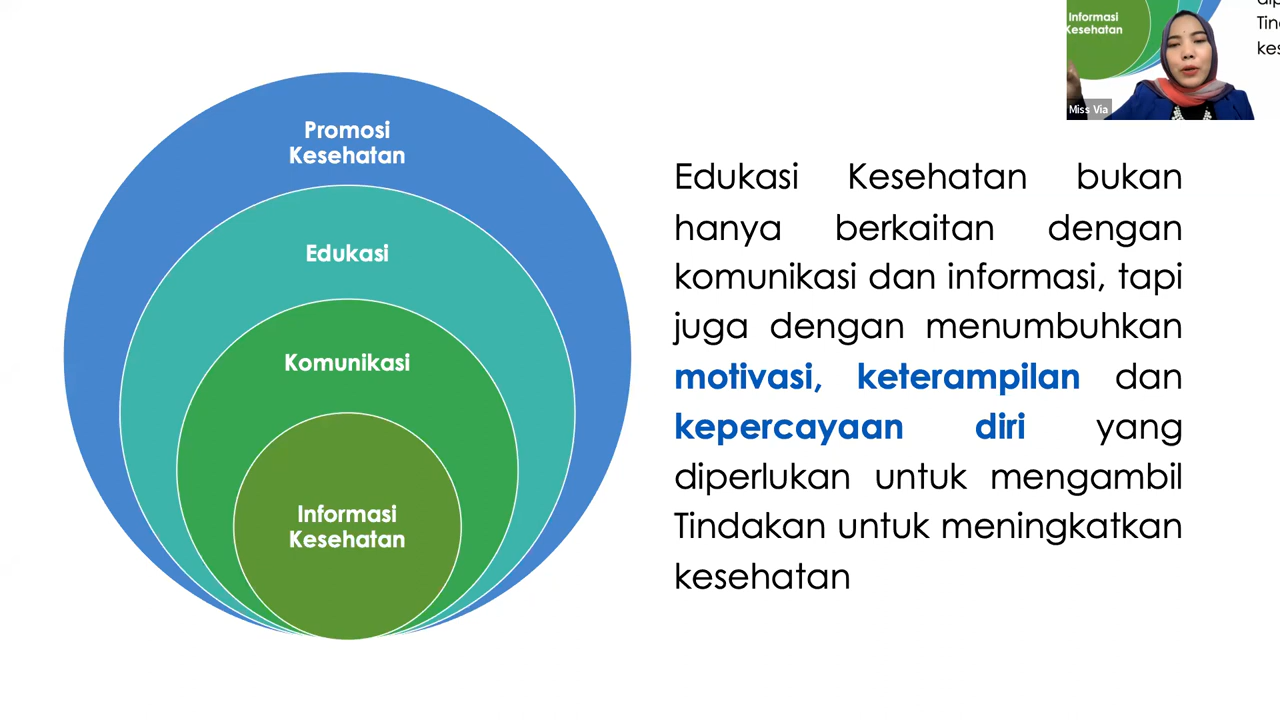 Promosi
Kesehatan
Edukasi
Komunikasi
Informasi
Kesehatan
Edukasi Kesehatan bukan
hanya berkaitan dengan
komunikasi dan informasi, tapi
juga dengan menumbuhkan
motivasi, keterampilan dan
kepercayaan diri yang
diperlukan untuk mengambil
Tindakan untuk meningkatkan
kesehatan
Informasi
Kesehatan
Miss Via